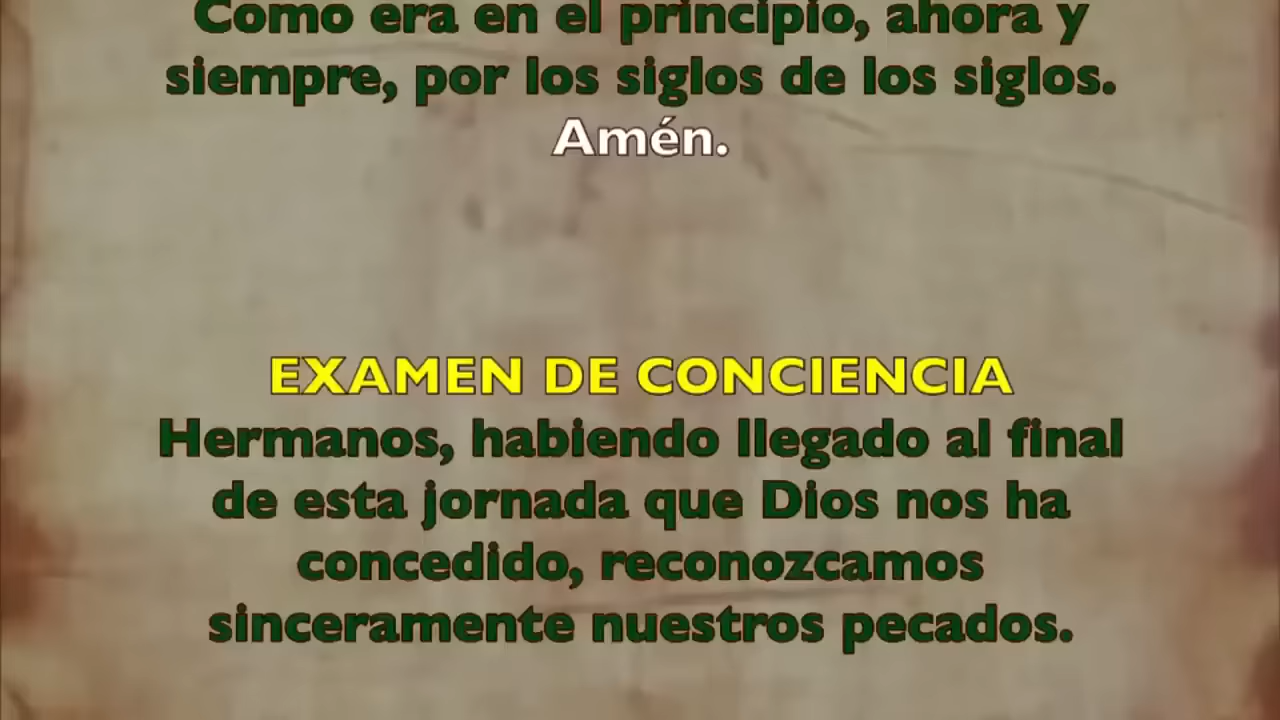 Como era en el principio, ahora y
siempre, por los siglos de los siglos.
Amén.
EXAMEN DE CONCIENCIA
Hermanos, habiendo llegado al final
de esta jornada que Dios nos ha
concedido, reconozcamos
sinceramente nuestros pecados.